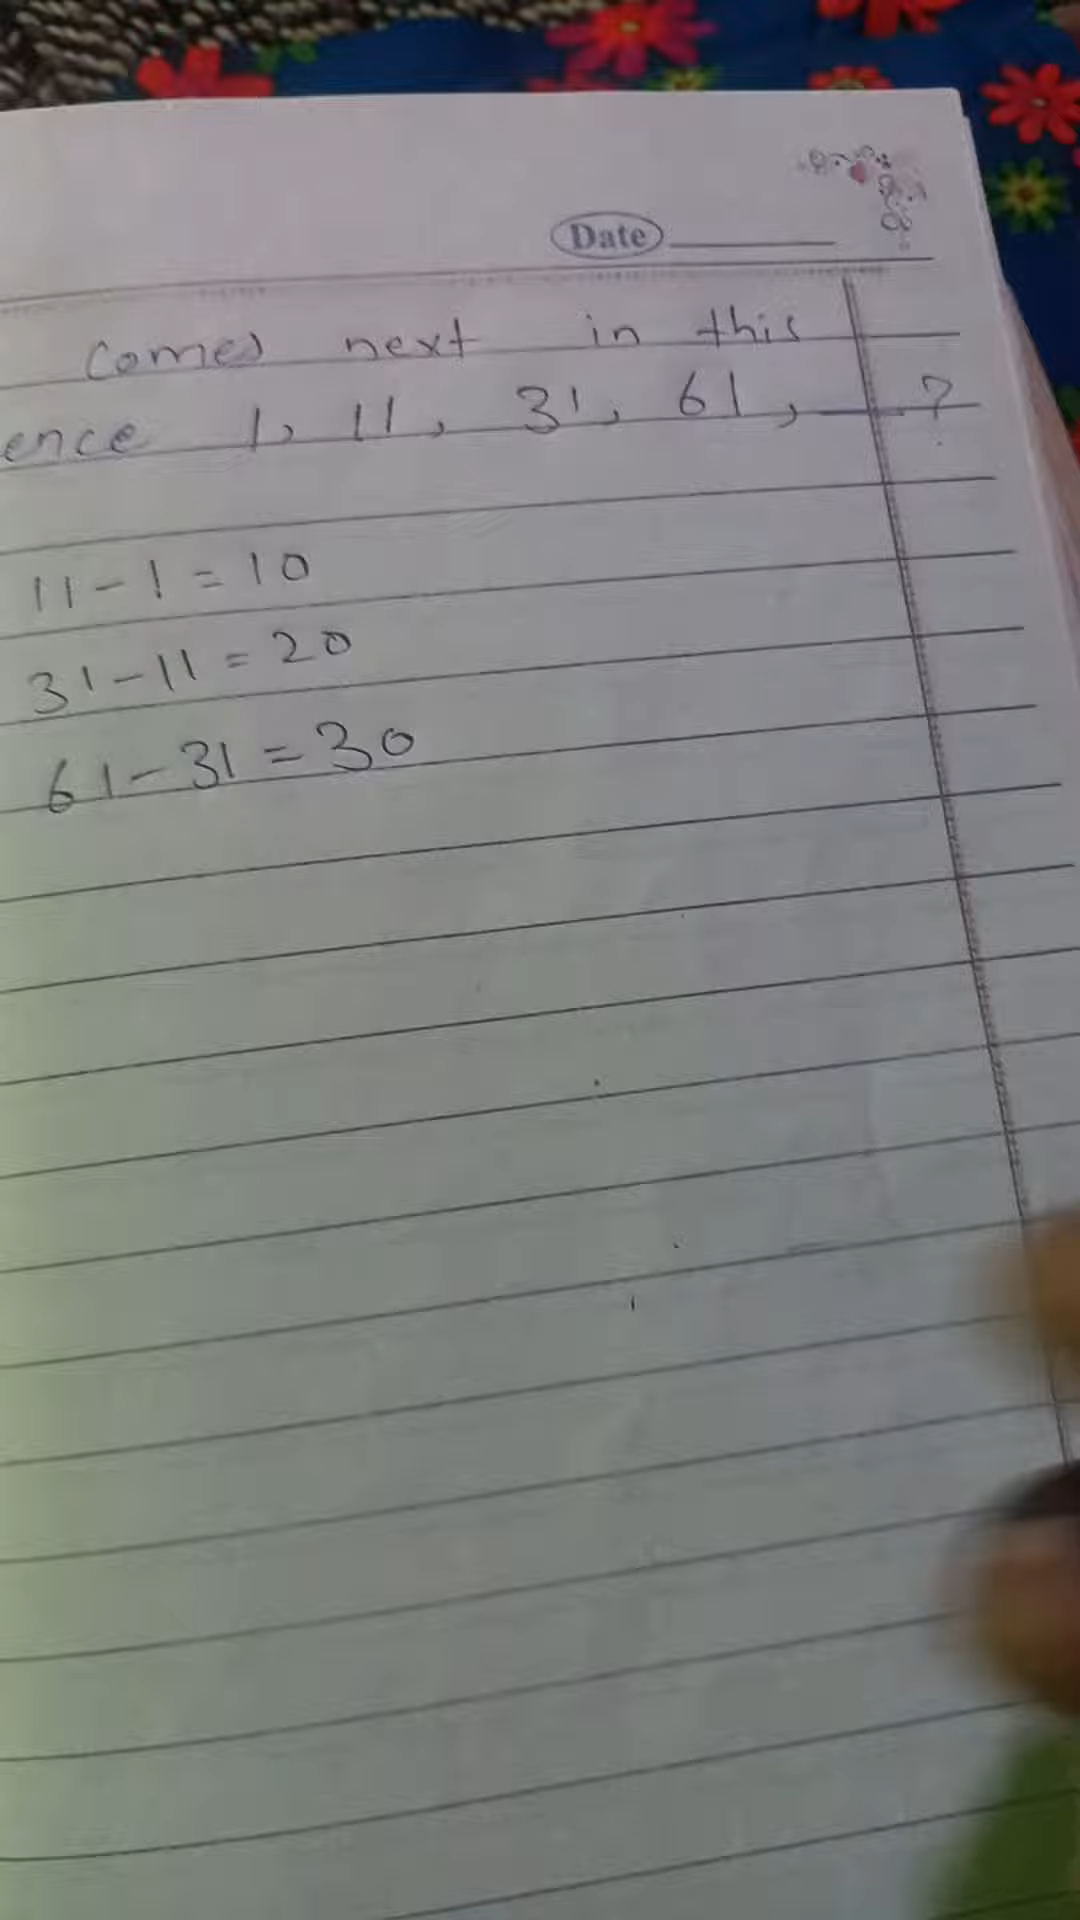 Date
comes next in this
ence 1, 11, 31, 61, ?
11-1=10
31-11=20
61-31=30